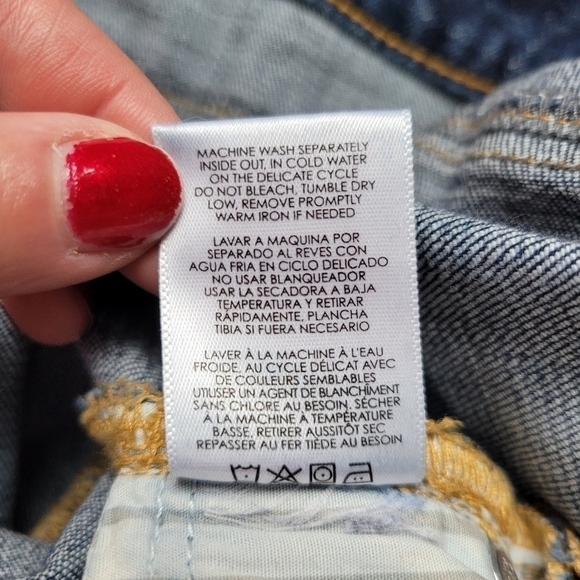 MACHINE WASH SEPARATELY
INSIDE OUT, IN COLD WATER
ON THE DELICATE CYCLE
DO NOT BLEACH, TUMBLE DRY
LOW, REMOVE PROMPTLY
WARM IRON IF NEEDED
LAVAR A MAQUINA POR
SEPARADO AL REVES CON
AGUA FRIA EN CICLO DELICADO
NO USAR BLANQUEADOR
USAR LA SECADORA A BAJA
TEMPERATURA Y RETIRAR
RÁPIDAMENTE, PLANCHA
TIBIA SI FUERA NECESARIO
LAVER À LA MACHINE À L'EAU
FROIDE, AU CYCLE DÉLICAT AVEC
DE COULEURS SEMBLABLES
UTILISER UN AGENT DE BLANCHIMENT
SANS CHLORE AU BESOIN, SÉCHER
À LA MACHINE À TEMPÉRATURE
BASSE, RETIRER AUSSITÔT SEC
REPASSER AU FER TIÈDE AU BESOIN